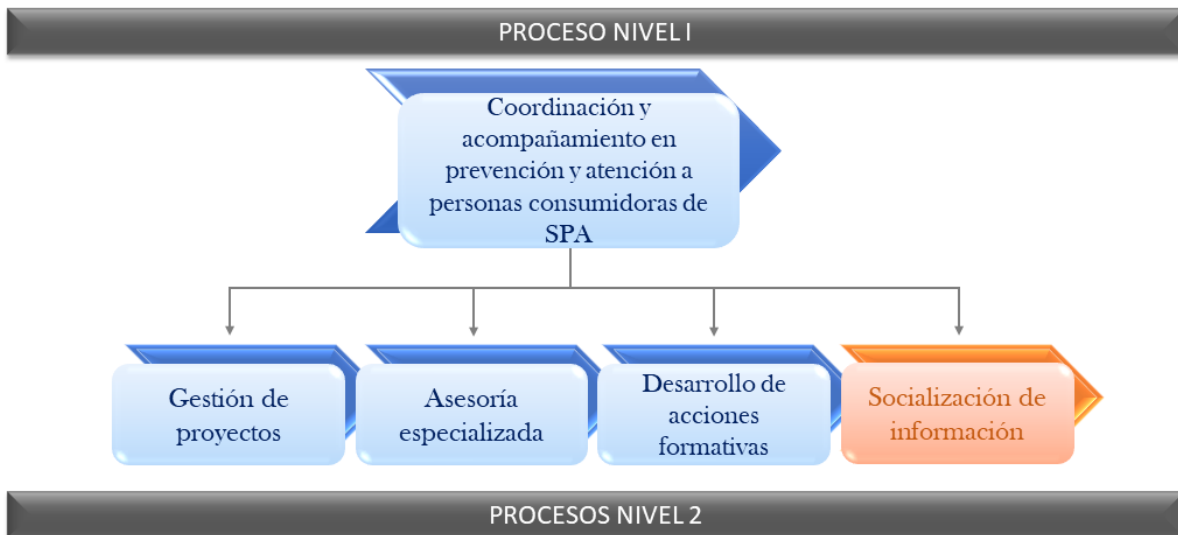 PROCESO NIVEL I
Coordinación y
acompañamiento en
prevención y atención a
personas consumidoras de
SPA
Gestión de
proyectos
Asesoría
especializada
Desarrollo de
acciones
formativas
Socialización de
información
PROCESOS NIVEL 2